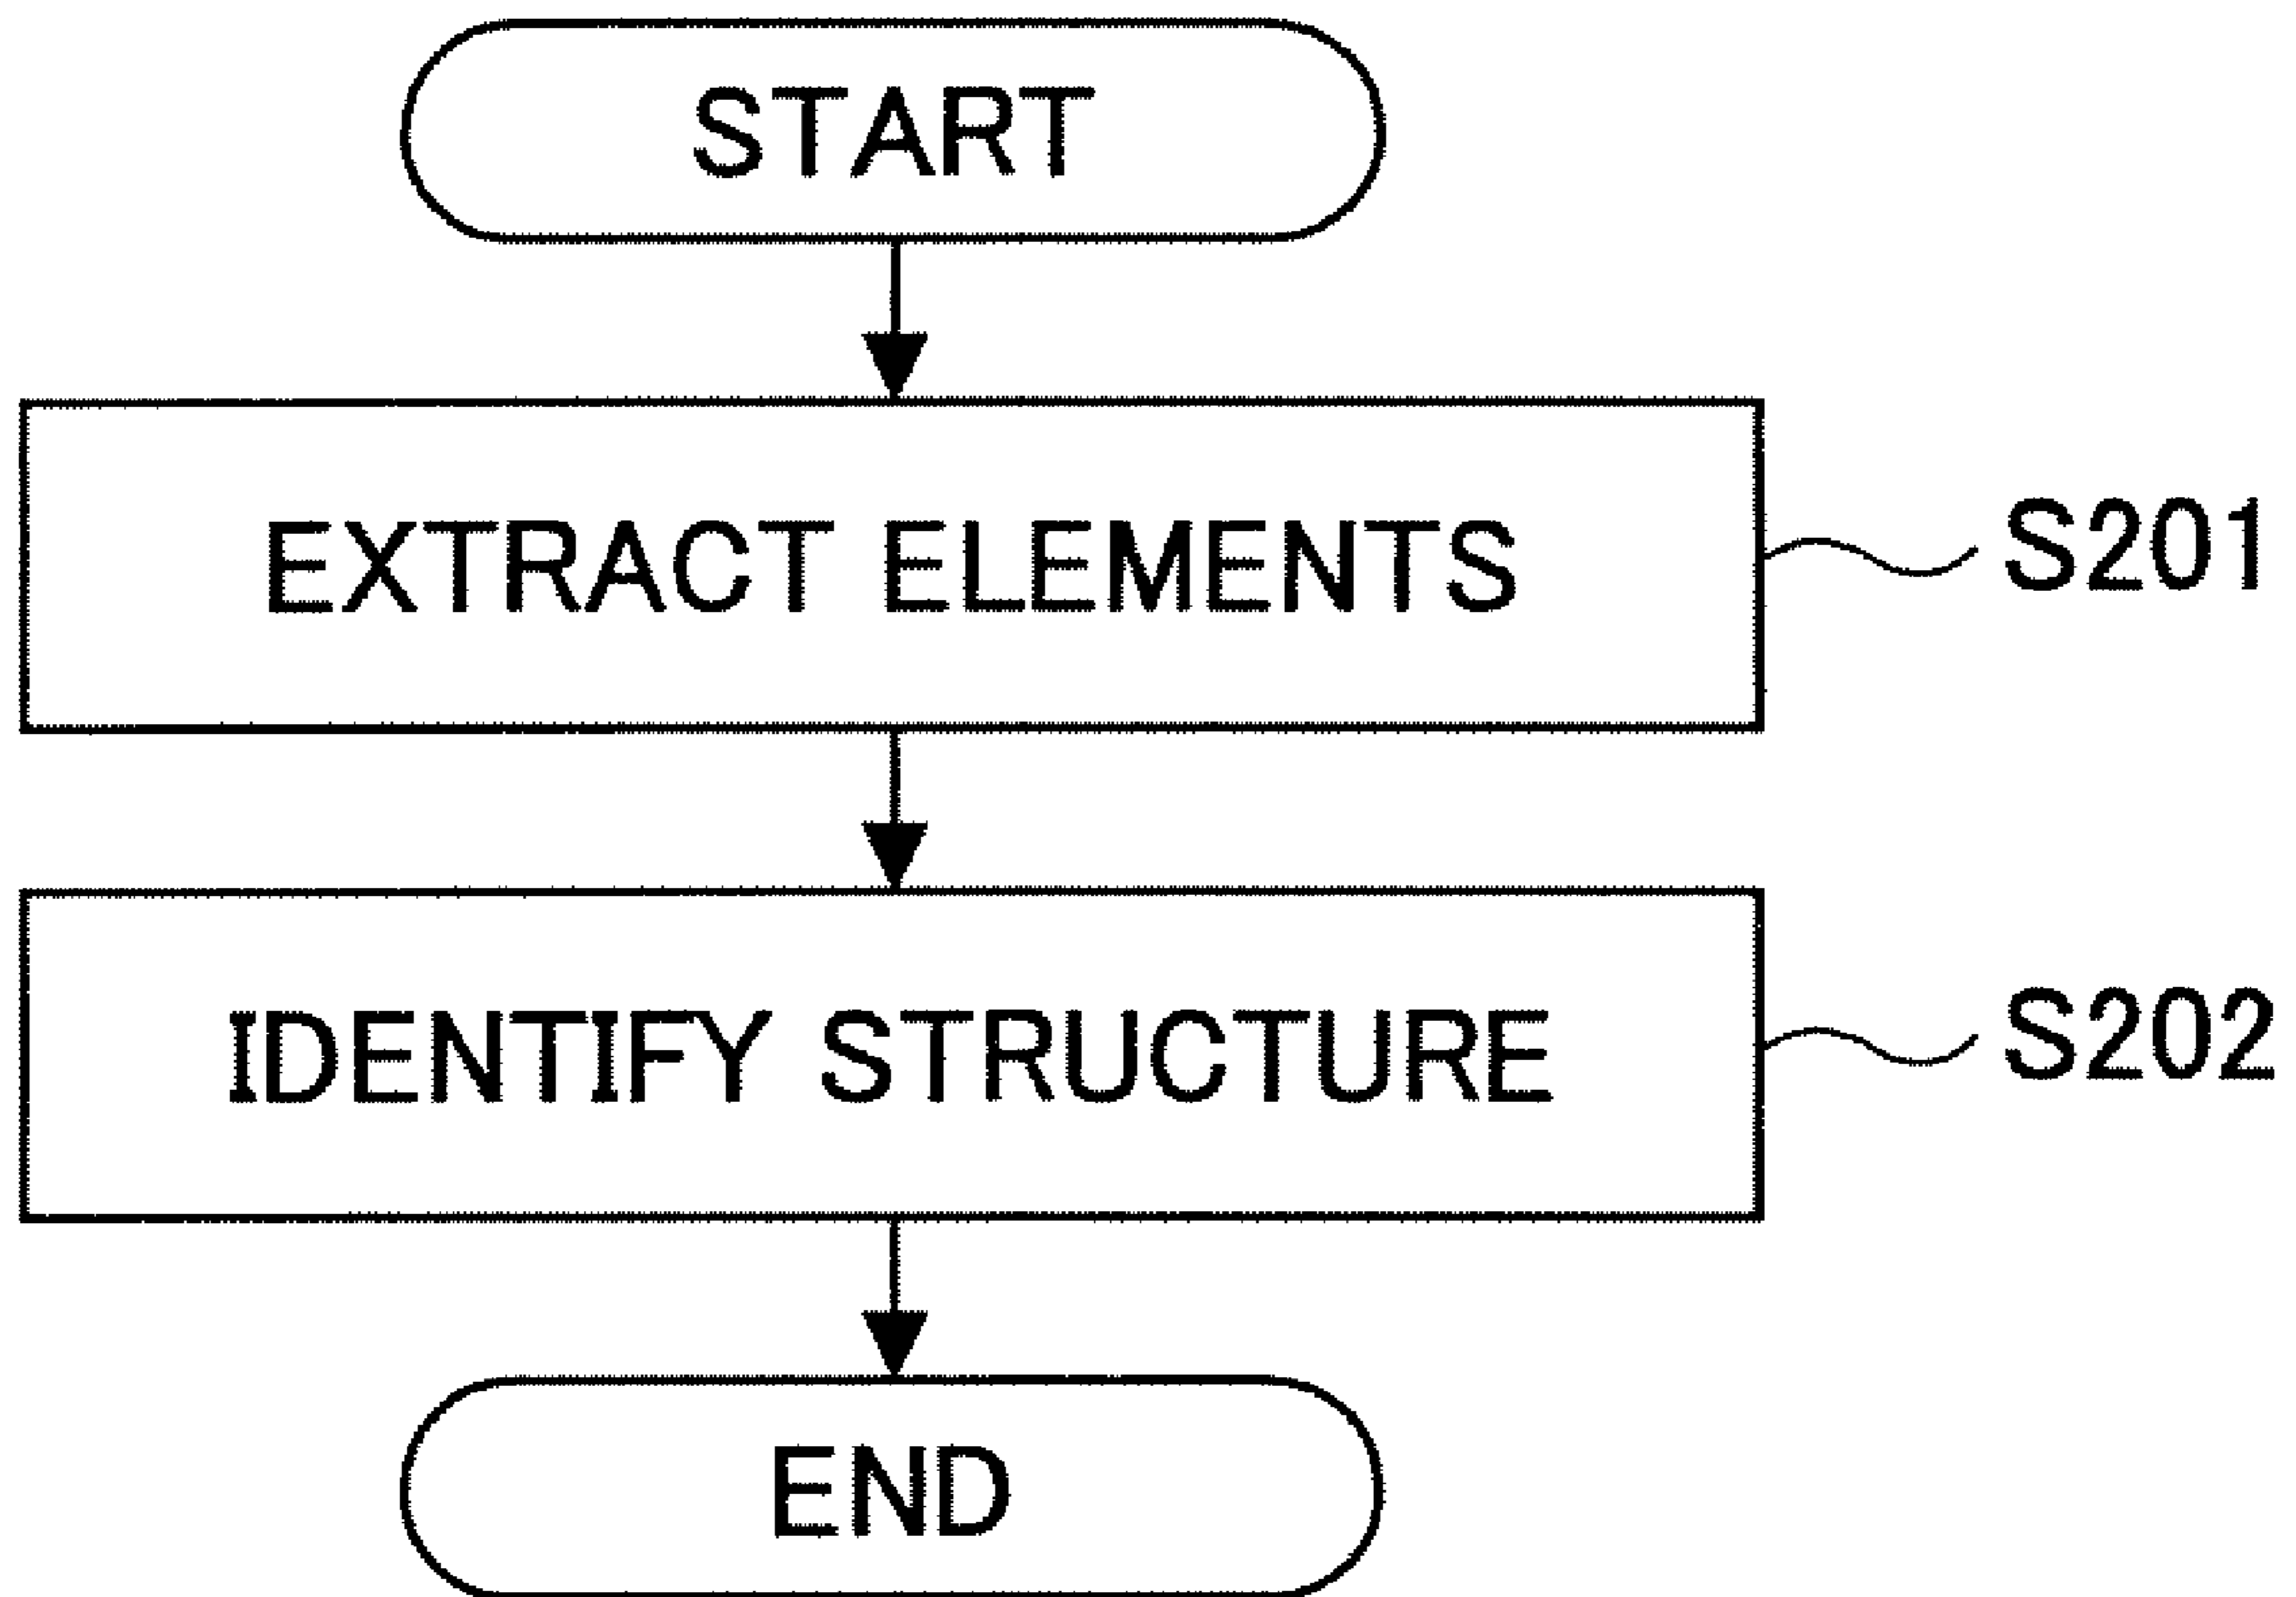 START
EXTRACT ELEMENTS
S201
IDENTIFY STRUCTURE
S202
END